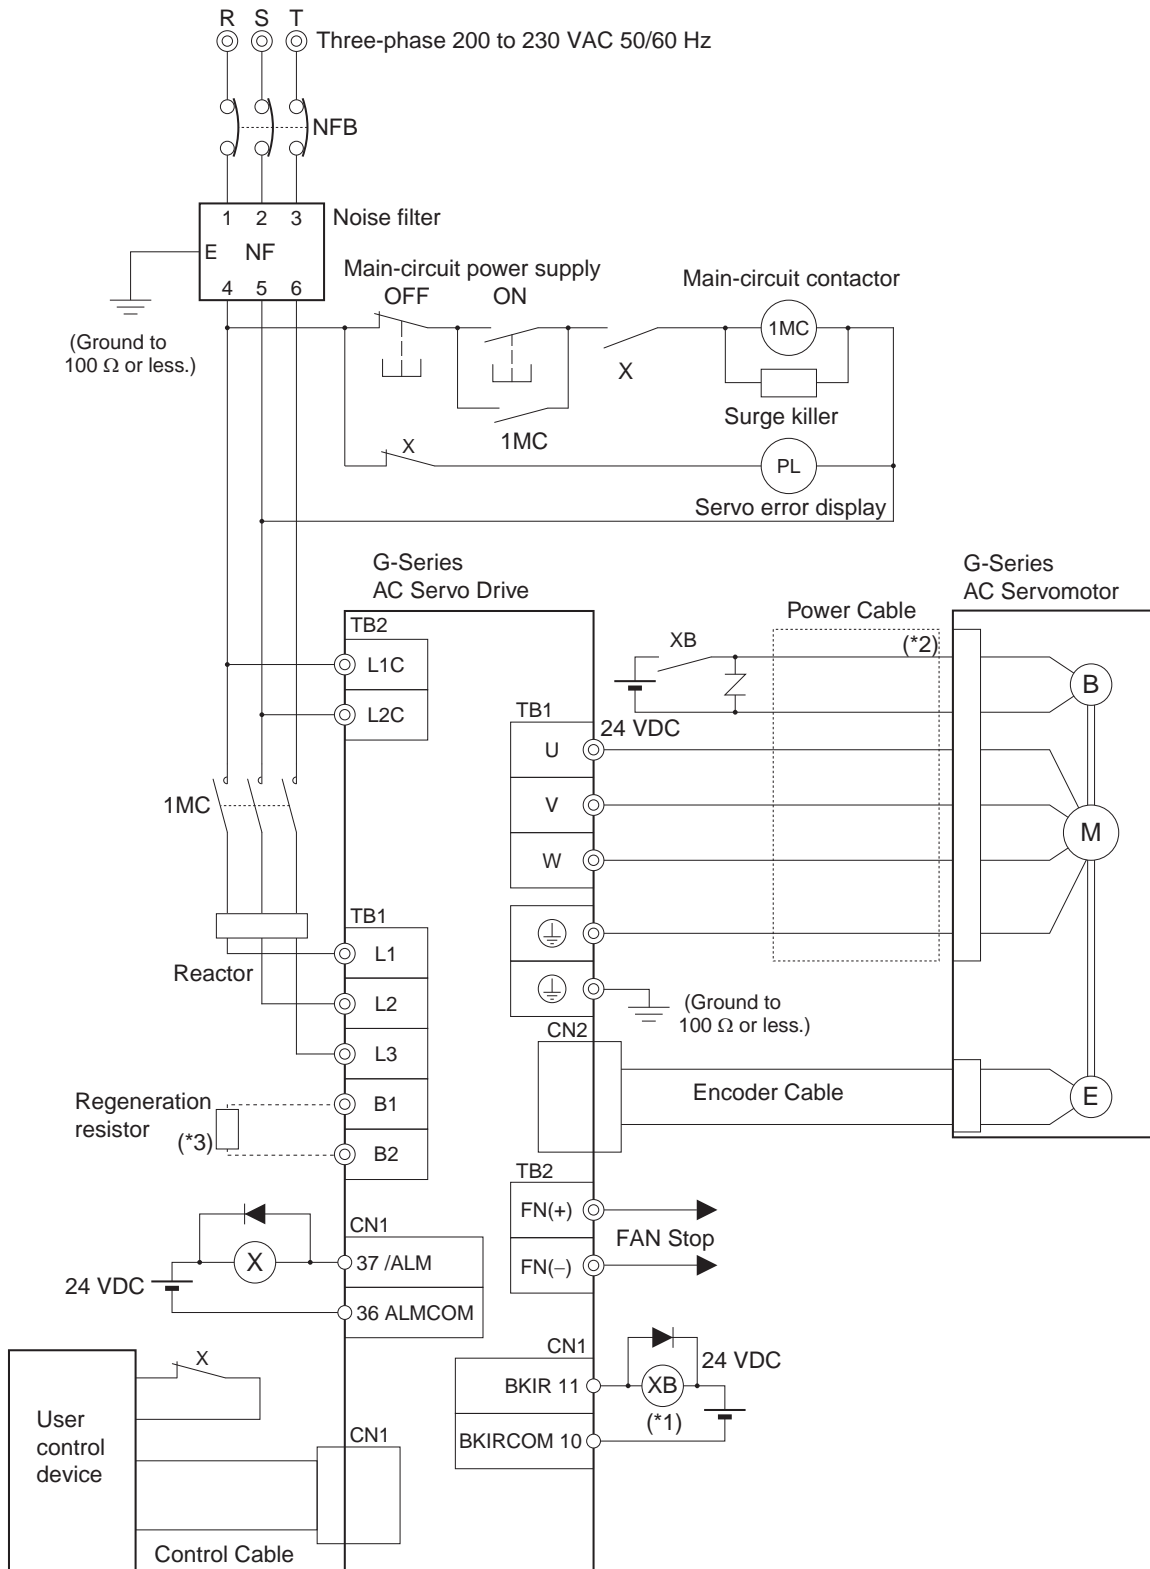 R S T
Three-phase 200 to 230 VAC 50/60 Hz
NFB
1 2 3
Noise filter
E NF
4 5 6
(Ground to
100 Ω or less.)
Main-circuit power supply
OFF ON
Main-circuit contactor
1MC
X
Surge killer
1MC
X
PL
Servo error display
G-Series
AC Servo Drive
G-Series
AC Servomotor
TB2
L1C
L2C
Power Cable
(*2)
XB
24 VDC
B
TB1
U
V
W
M
1MC
Reactor
TB1
L1
L2
L3
(Ground to
100 Ω or less.)
CN2
Encoder Cable
E
Regeneration
resistor
(*3)
B1
B2
TB2
FN(+)
FN(−)
FAN Stop
CN1
X
24 VDC
37 /ALM
36 ALMCOM
CN1
BKIR 11
BKIRCOM 10
XB
(*1)
24 VDC
X
User
control
device
CN1
Control Cable